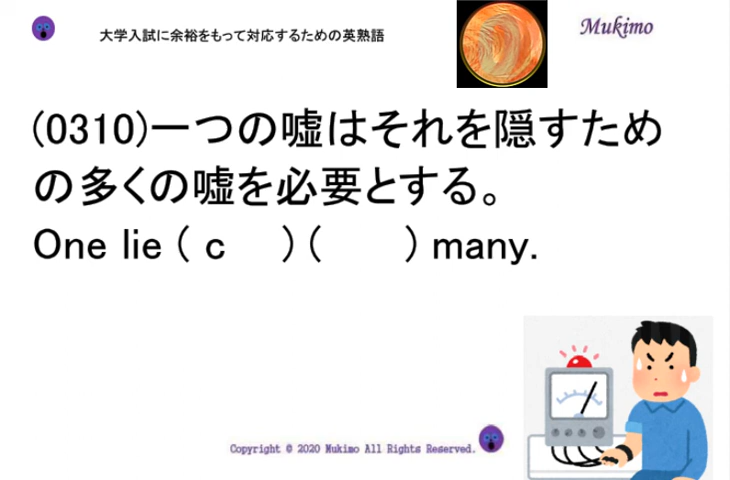 大学入試に余裕をもって対応するための英熟語
Mukimo
(0310)一つの嘘はそれを隠すため
の多くの嘘を必要とする。
One lie ( c    ) (       ) many.
Copyright © 2020 Mukimo All Rights Reserved.